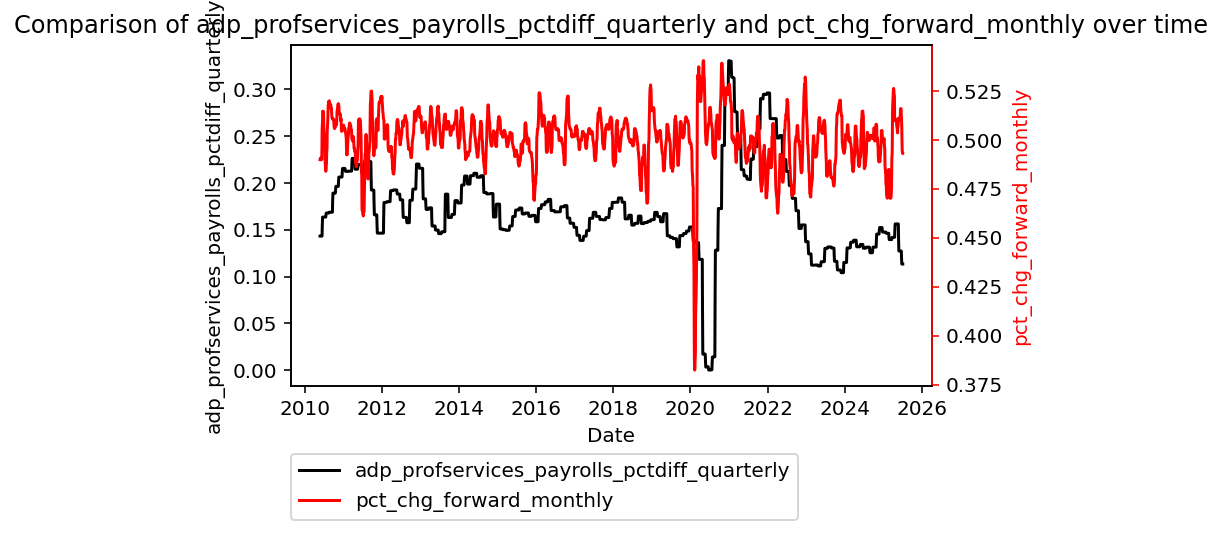 Comparison of adp_profservices_payrolls_pctdiff_quarterly and pct_chg_forward_monthly over time
adp_profservices_payrolls_pctdiff_quarterly
0.30
0.25
0.20
0.15
0.10
0.05
0.00
0.525
0.500
0.475
0.450
0.425
0.400
0.375
pct_chg_forward_monthly
2010 2012 2014 2016 2018 2020 2022 2024 2026
Date
adp_profservices_payrolls_pctdiff_quarterly
pct_chg_forward_monthly